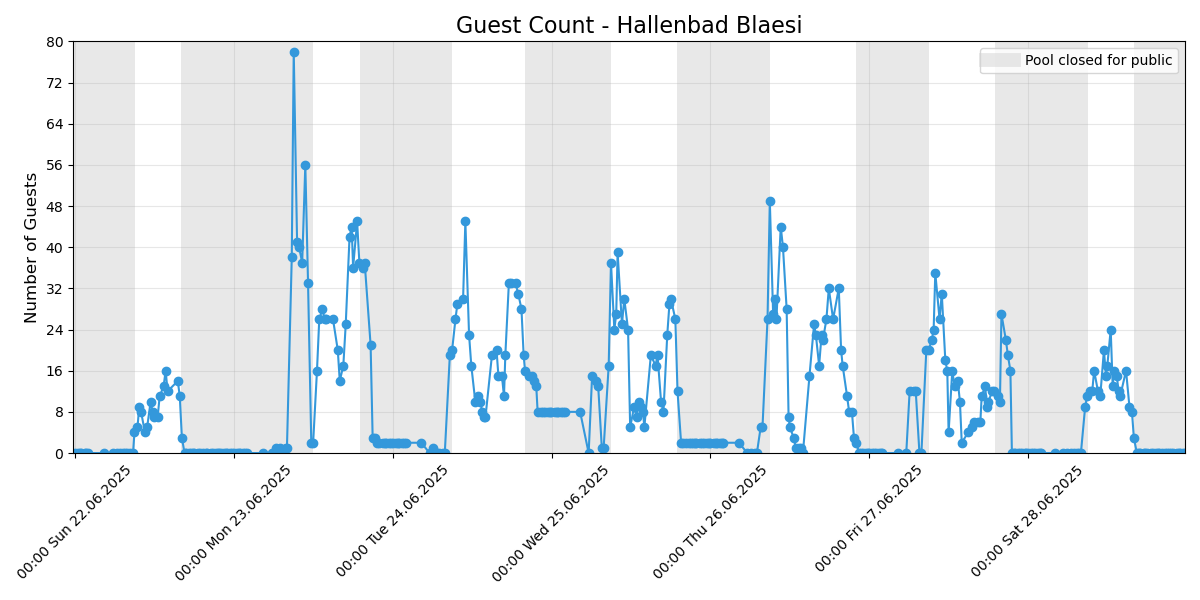 Guest Count - Hallenbad Blaesi
Pool closed for public
Number of Guests
80
72
64
56
48
40
32
24
16
8
0
00:00 Sun 22.06.2025
00:00 Mon 23.06.2025
00:00 Tue 24.06.2025
00:00 Wed 25.06.2025
00:00 Thu 26.06.2025
00:00 Fri 27.06.2025
00:00 Sat 28.06.2025